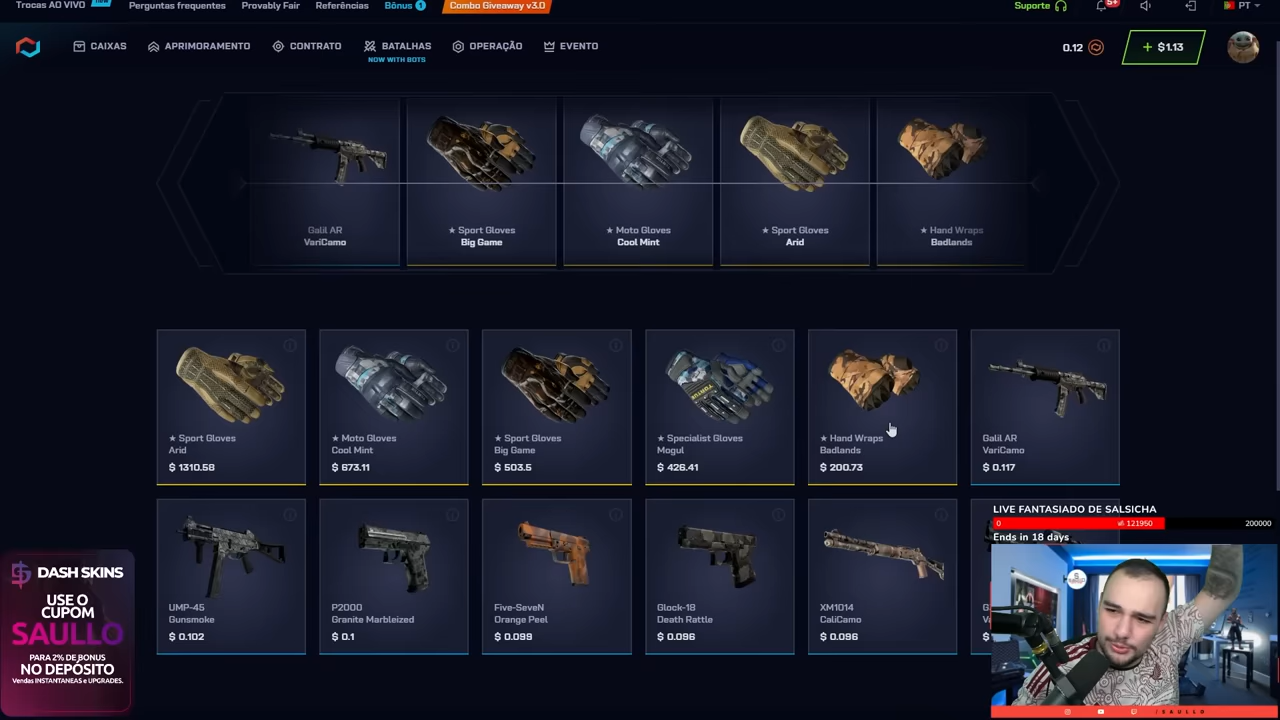 Trocas AO VIVO
Perguntas frequentes
Provably Fair
Referências
Bônus 1
Combo Giveaway v3.0
Suporte
5+
PT
CAIXAS
APRIMORAMENTO
CONTRATO
BATALHAS
NOW WITH BOTS
OPERAÇÃO
EVENTO
0.12
+ $1.13
Galil AR
VariCamo
★ Sport Gloves
Big Game
★ Moto Gloves
Cool Mint
★ Sport Gloves
Arid
★ Hand Wraps
Badlands
★ Sport Gloves
Arid
$ 1310.58
★ Moto Gloves
Cool Mint
$ 673.11
★ Sport Gloves
Big Game
$ 503.5
★ Specialist Gloves
Mogul
$ 426.41
★ Hand Wraps
Badlands
$ 200.73
Galil AR
VariCamo
$ 0.117
UMP-45
Gunsmoke
$ 0.102
P2000
Granite Marbleized
$ 0.1
Five-SeveN
Orange Peel
$ 0.099
Glock-18
Death Rattle
$ 0.096
XM1014
CaliCamo
$ 0.096
LIVE FANTASIADO DE SALSICHA
0
121950
200000
Ends in 18 days
DASH SKINS
USE O
CUPOM
SAULLO
PARA 2% DE BONUS
NO DEPÓSITO
Vendas INSTANTANEAS e UPGRADES.
/SAULLO